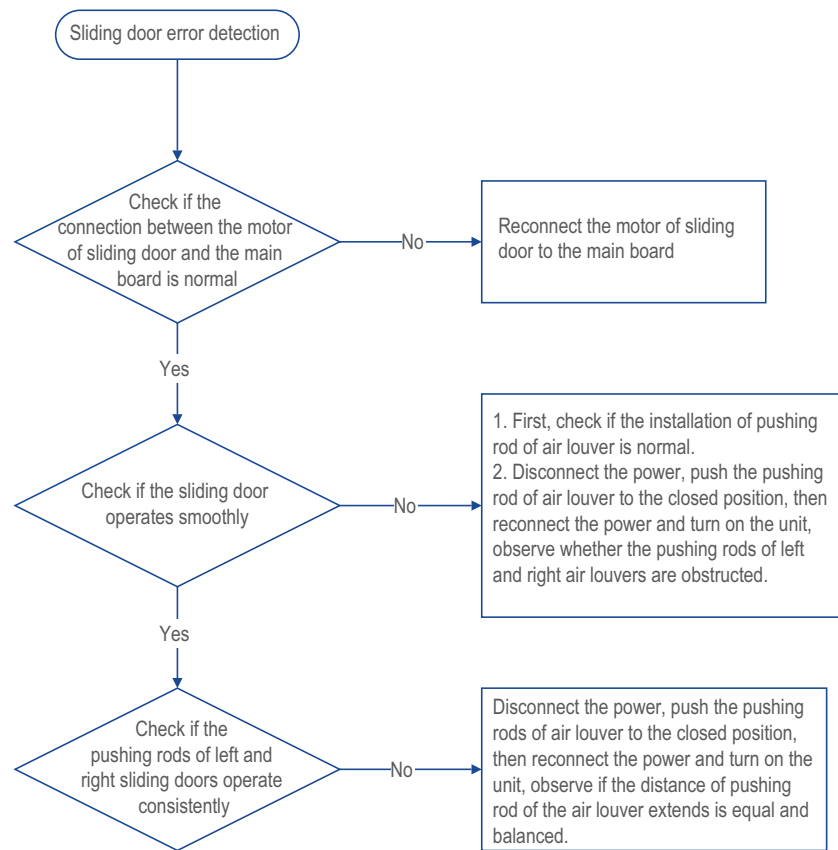 Sliding door error detection
Check if the
connection between the motor
of sliding door and the main
board is normal
No
Reconnect the motor of sliding
door to the main board
Yes
Check if the sliding door
operates smoothly
No
1. First, check if the installation of pushing
rod of air louver is normal.
2. Disconnect the power, push the pushing
rod of air louver to the closed position, then
reconnect the power and turn on the unit,
observe whether the pushing rods of left
and right air louvers are obstructed.
Yes
Check if the
pushing rods of left and
right sliding doors operate
consistently
No
Disconnect the power, push the pushing
rods of air louver to the closed position,
then reconnect the power and turn on the
unit, observe if the distance of pushing
rod of the air louver extends is equal and
balanced.